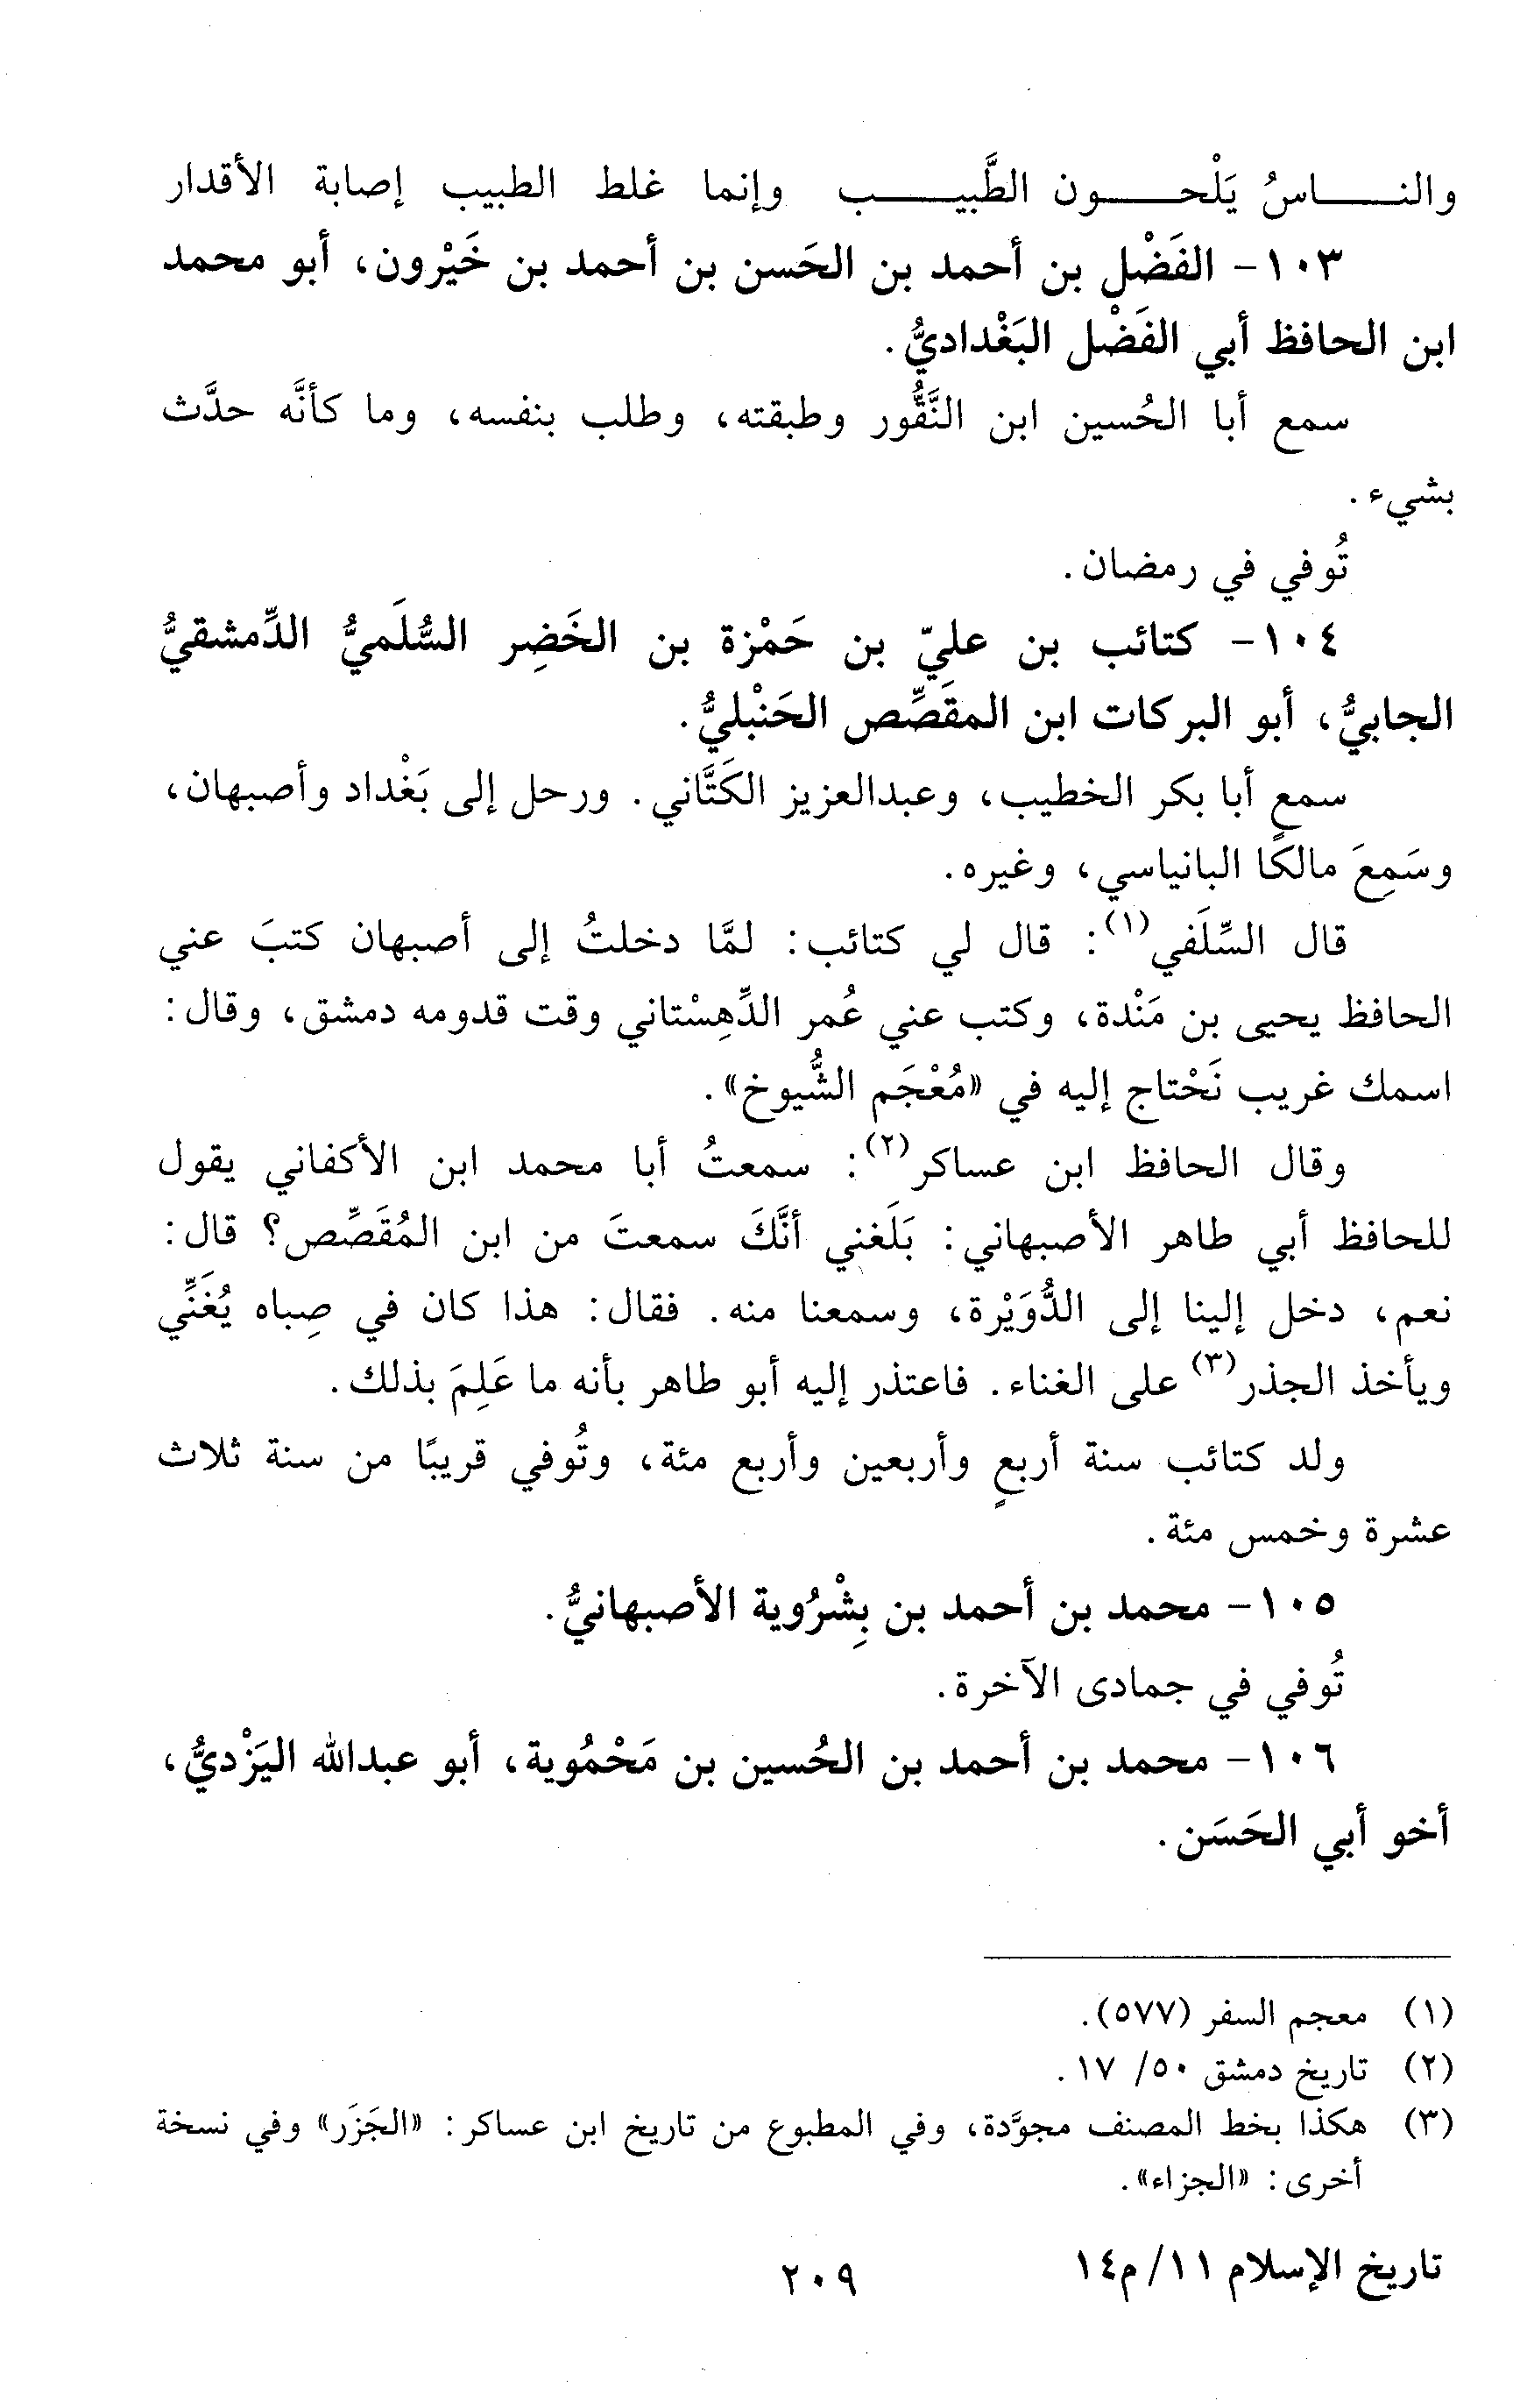 والنـــاسُ يَلْحـــون الطَّبيـــب وإنما غلط الطبيب إصابة الأقدار
١٠٣- الفَضْل بن أحمد بن الحَسن بن أحمد بن خَيْرون، أبو محمد
ابن الحافظ أبي الفَضْل البَغْداديُّ.
سمع أبا الحُسين ابن النَّقُّور وطبقته، وطلب بنفسه، وما كأنَّه حدَّث
بشيء.
تُوفي في رمضان.
١٠٤- كتائب بن عليّ بن حَمْزة بن الخَضِر السُّلَميُّ الدِّمشقيُّ
الجابيُّ، أبو البركات ابن المقَصِّص الحَنْبليُّ.
سمع أبا بكر الخطيب، وعبدالعزيز الكَتَّاني. ورحل إلى بَغْداد وأصبهان،
وسَمِعَ مالكًا البانياسي، وغيره.
قال السِّلَفي(١): قال لي كتائب: لمَّا دخلتُ إلى أصبهان كتبَ عني
الحافظ يحيى بن مَنْدة، وكتب عني عُمر الدِّهِسْتاني وقت قدومه دمشق، وقال:
اسمك غريب نَحْتاج إليه في «مُعْجَم الشُّيوخ».
وقال الحافظ ابن عساكر(٢): سمعتُ أبا محمد ابن الأكفاني يقول
للحافظ أبي طاهر الأصبهاني: بَلَغني أنَّكَ سمعتَ من ابن المُقَصِّص؟ قال:
نعم، دخل إلينا إلى الدُّوَيْرة، وسمعنا منه. فقال: هذا كان في صِباه يُغَنِّي
ويأخذ الجذر(٣) على الغناء. فاعتذر إليه أبو طاهر بأنه ما عَلِمَ بذلك.
ولد كتائب سنة أربعٍ وأربعين وأربع مئة، وتُوفي قريبًا من سنة ثلاث
عشرة وخمس مئة.
١٠٥- محمد بن أحمد بن بِشْرُوية الأصبهانيُّ.
تُوفي في جمادى الآخرة.
١٠٦- محمد بن أحمد بن الحُسين بن مَحْمُوية، أبو عبدالله اليَزْديُّ،
أخو أبي الحَسَن.
(١) معجم السفر (٥٧٧).
(٢) تاريخ دمشق ٥٠/ ١٧.
(٣) هكذا بخط المصنف مجوَّدة، وفي المطبوع من تاريخ ابن عساكر: «الجَزَر» وفي نسخة
أخرى: «الجزاء».
تاريخ الإسلام ١١/ م١٤
٢٠٩